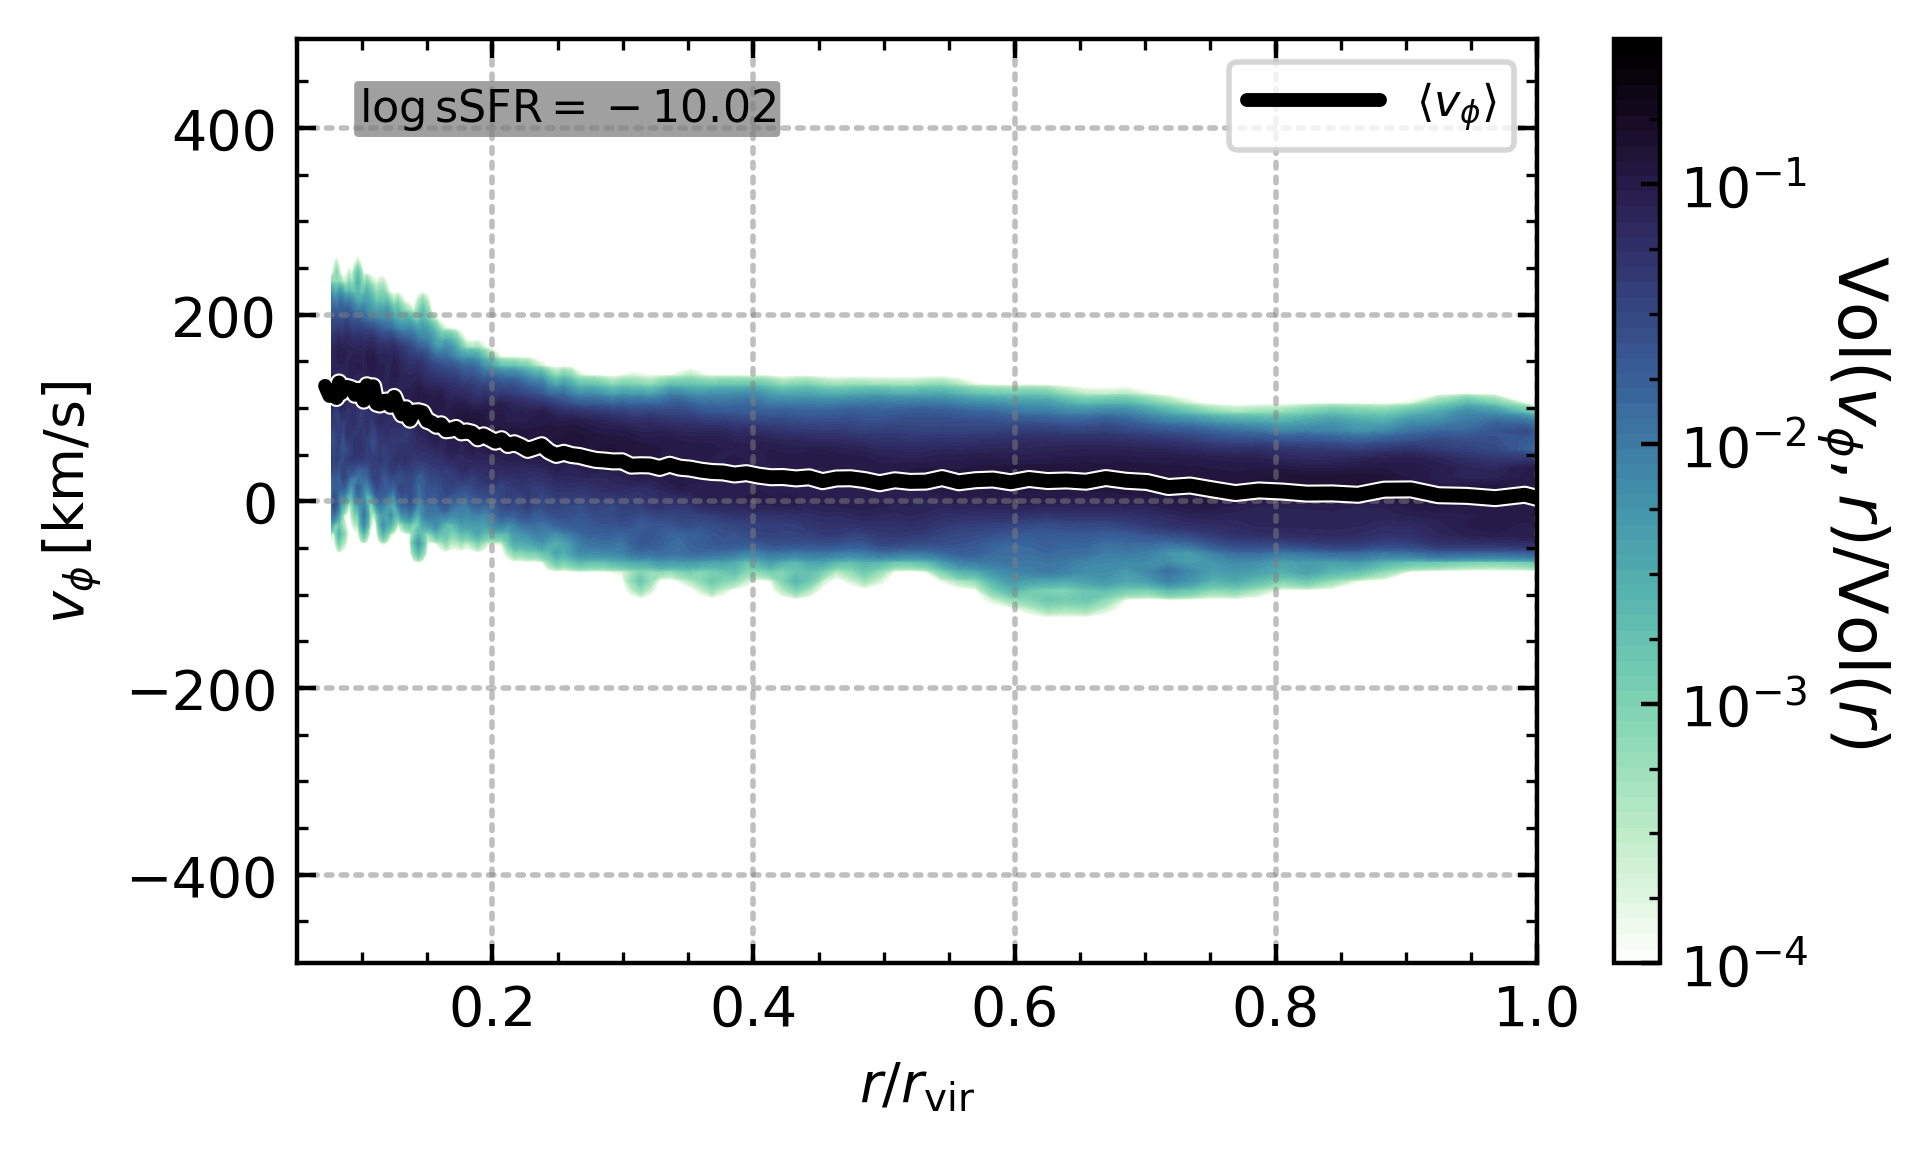 log sSFR = − 10.02
⟨v_ϕ⟩
400
200
0
−200
−400
v_ϕ [km/s]
0.2 0.4 0.6 0.8 1.0
r/r_vir
10^−1
10^−2
10^−3
10^−4
Vol(v_ϕ, r)/Vol(r)